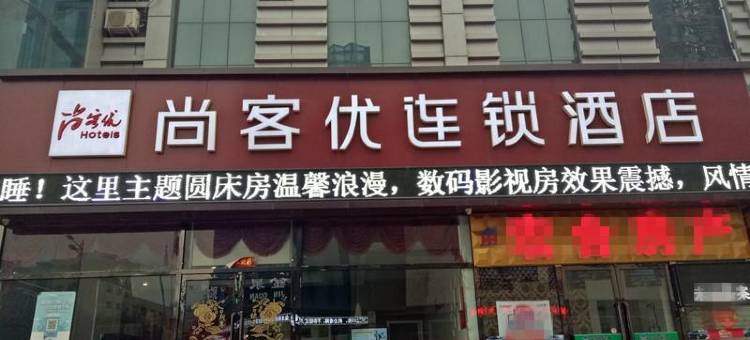 尚客优
Hotels
尚客优连锁酒店
睡！这里主题圆床房温馨浪漫，数码影视房效果震撼，风情
产